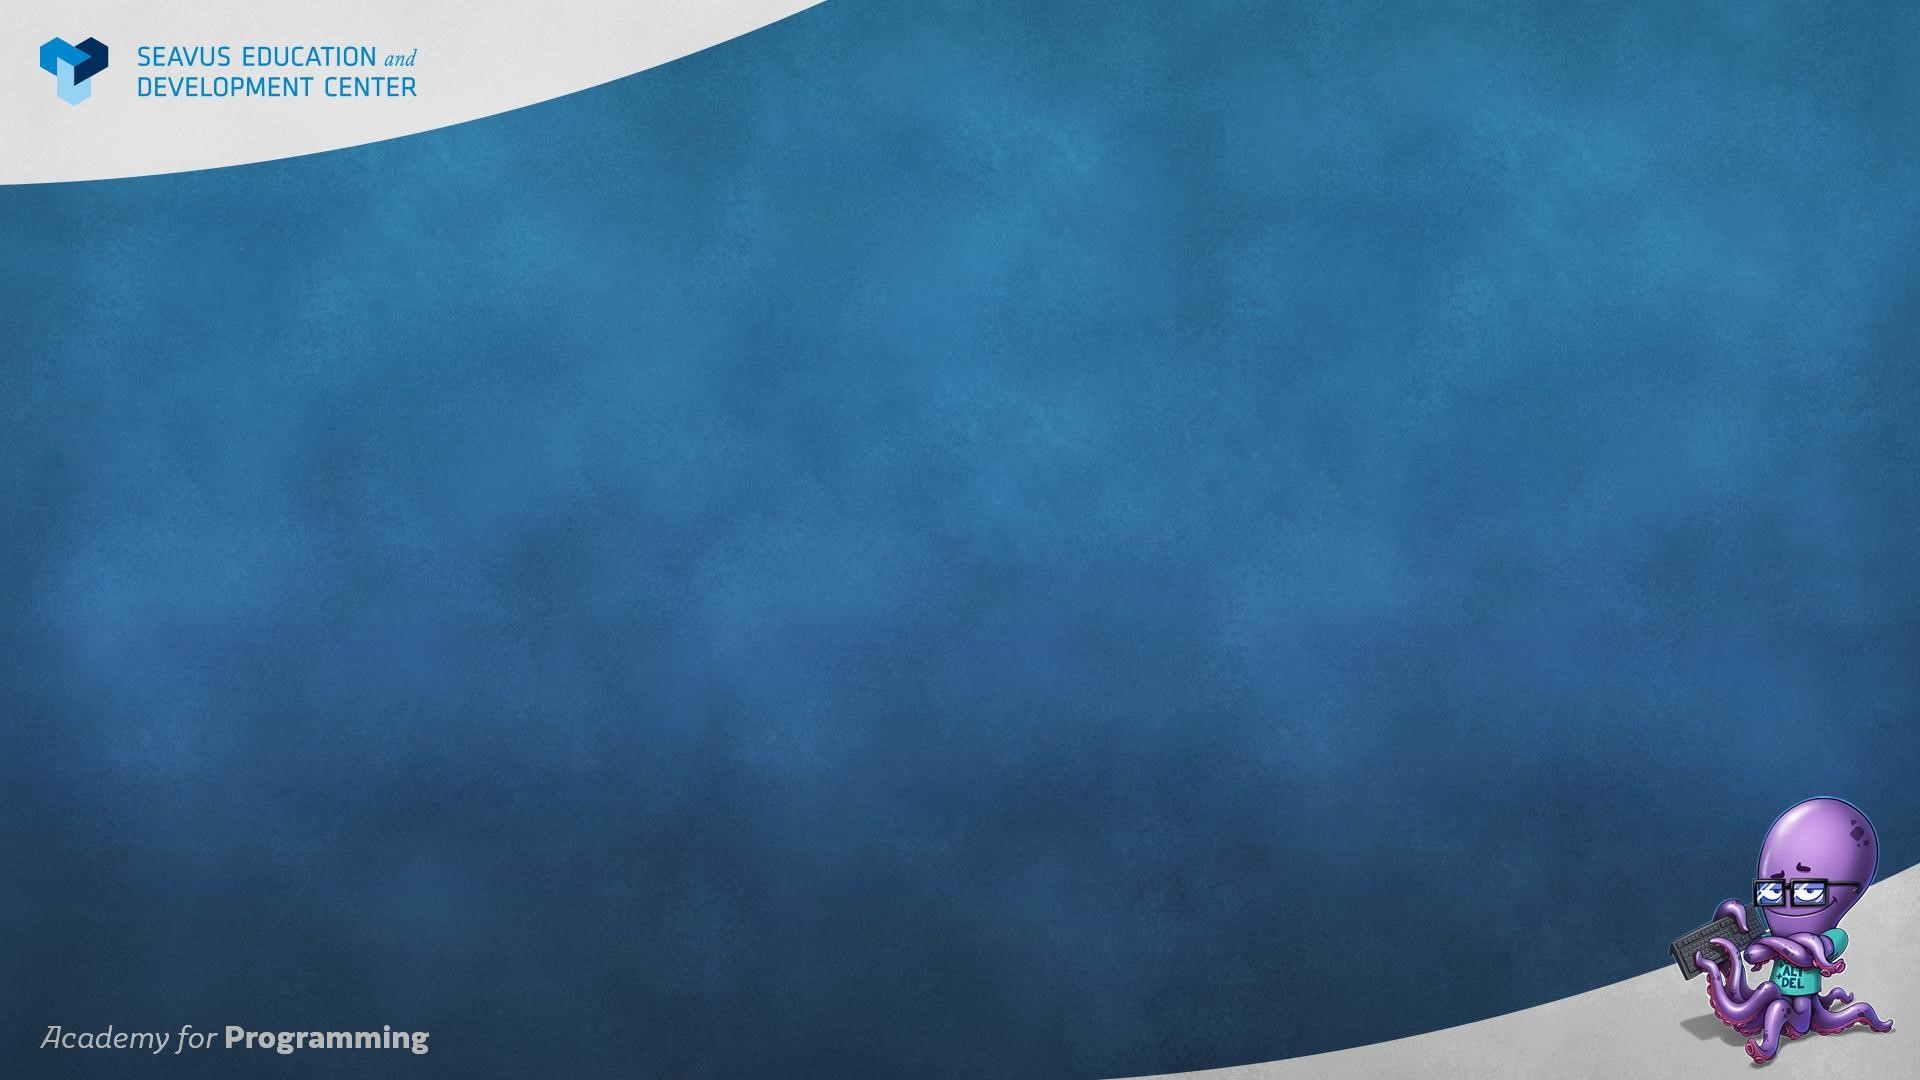 SEAVUS EDUCATION and
DEVELOPMENT CENTER
ALT
DEL
Academy for Programming